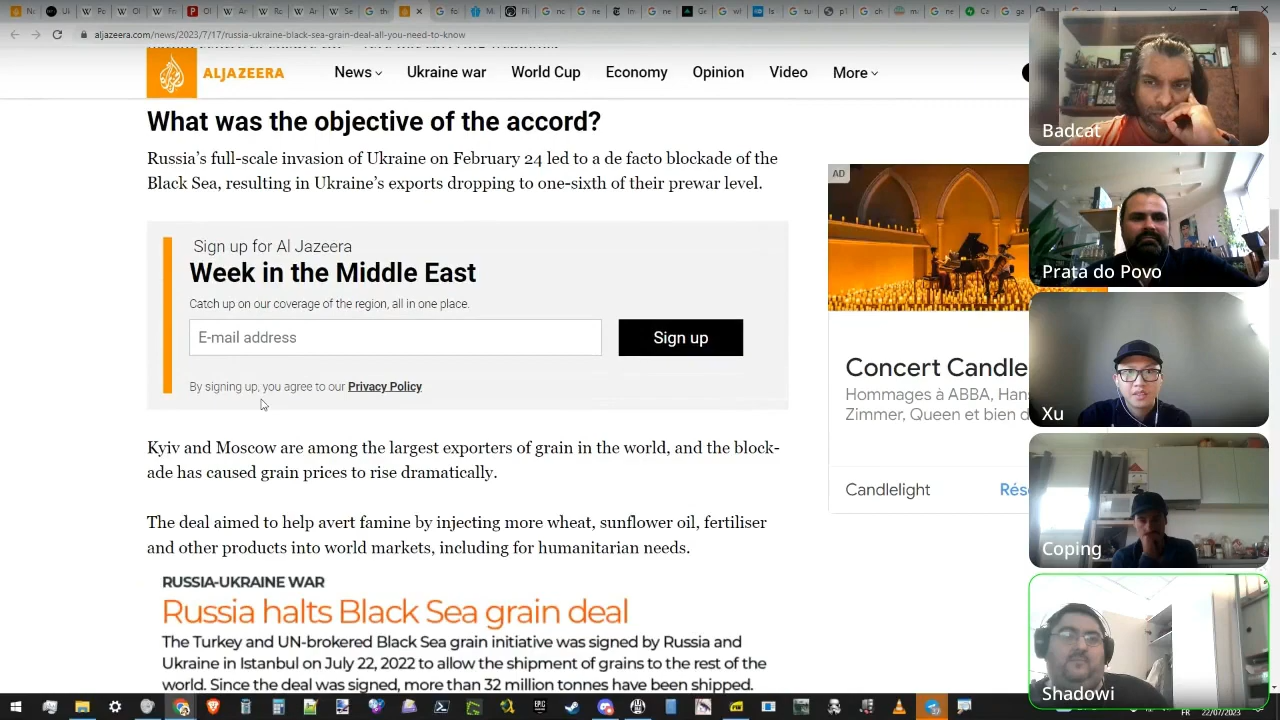 aljazeera.com/news/2023/7/17/russia-ukraine-black-sea-grain-deal-all-you-need-to-know
ALJAZEERA
News
Ukraine war
World Cup
Economy
Opinion
Video
More
What was the objective of the accord?
Russia's full-scale invasion of Ukraine on February 24 led to a de facto blockade of the
Black Sea, resulting in Ukraine's exports dropping to one-sixth of their prewar level.
Sign up for Al Jazeera
Week in the Middle East
Catch up on our coverage of the region, all in one place.
E-mail address
Sign up
By signing up, you agree to our Privacy Policy
Kyiv and Moscow are among the largest exporters of grain in the world, and the block-
ade has caused grain prices to rise dramatically.
The deal aimed to help avert famine by injecting more wheat, sunflower oil, fertiliser
and other products into world markets, including for humanitarian needs.
RUSSIA-UKRAINE WAR
Russia halts Black Sea grain deal
The Turkey and UN-brokered Black Sea grain initiative was signed by Russia and
Ukraine in Istanbul on July 22, 2022 to allow the shipment of grains to the rest of the
world. Since the deal was signed, more than 32 million tonnes have been shipped.
AD
Concert Candle
Hommages à ABBA, Han
Zimmer, Queen et bien d
Candlelight
Rés
Badcat
Prata do Povo
Xu
Coping
Shadowi
FR
22/07/2023